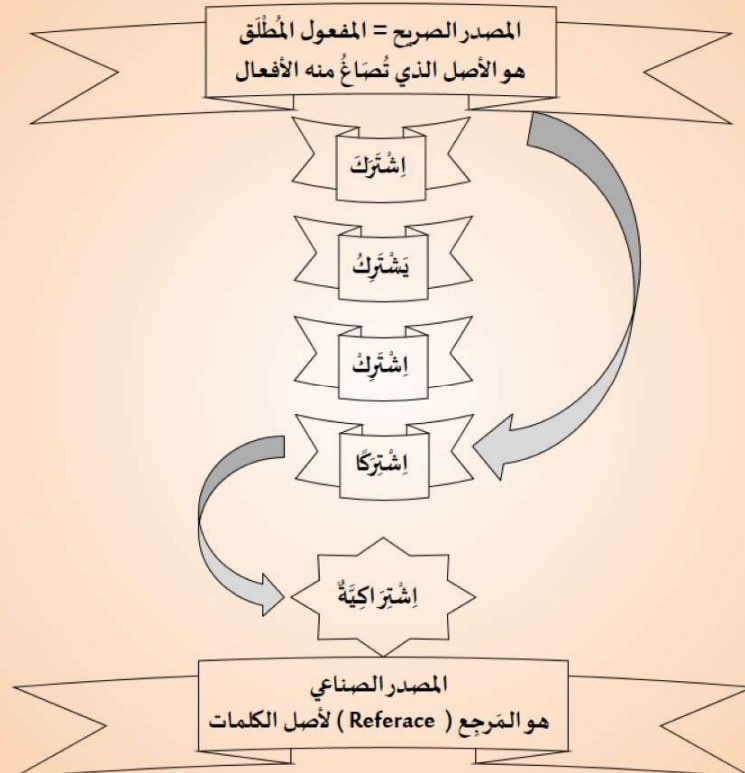 المصدر الصريح = المفعول المُطْلَق
هو الأصل الذي تُصَاغُ منه الأفعال
اِشْتَرَكَ
يَشْتَرِكُ
اِشْتَرِكْ
اِشْتِرَكًا
اِشْتِرَاكِيَّةٌ
المصدر الصناعي
هو المَرجِع ( Referace ) لأصل الكلمات